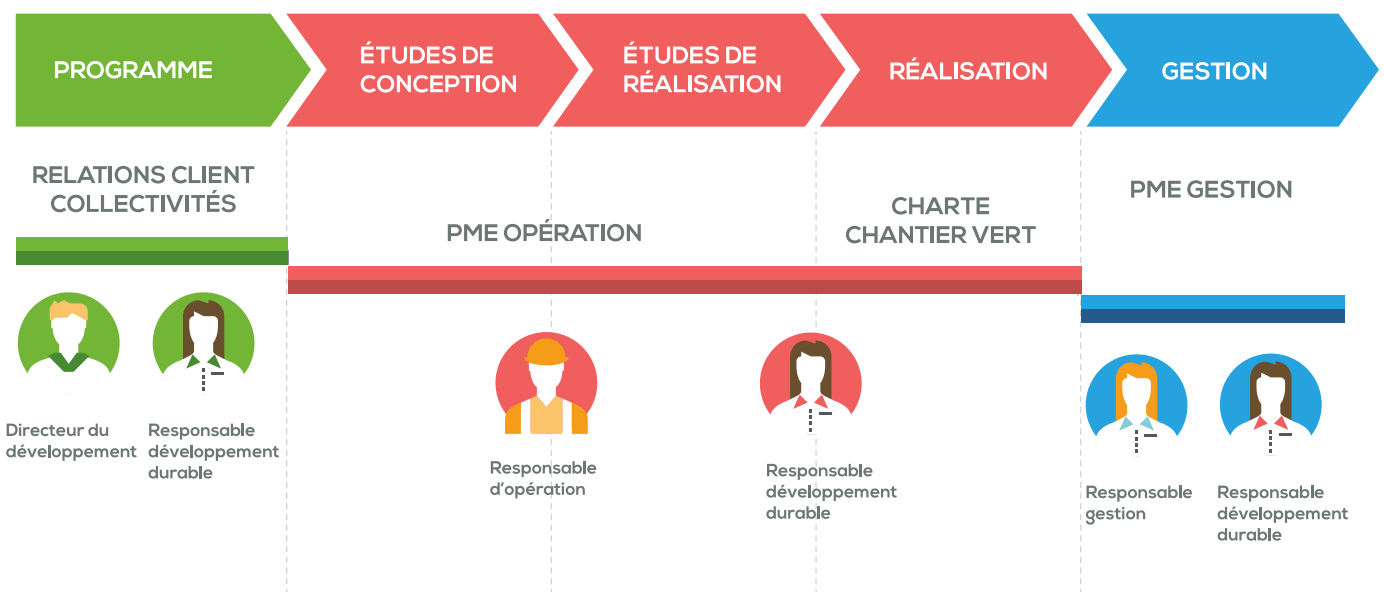 PROGRAMME
ÉTUDES DE
CONCEPTION
ÉTUDES DE
RÉALISATION
RÉALISATION
GESTION
RELATIONS CLIENT
COLLECTIVITÉS
PME OPÉRATION
CHARTE
CHANTIER VERT
PME GESTION
Directeur du
développement
Responsable
développement
durable
Responsable
d’opération
Responsable
développement
durable
Responsable
gestion
Responsable
développement
durable